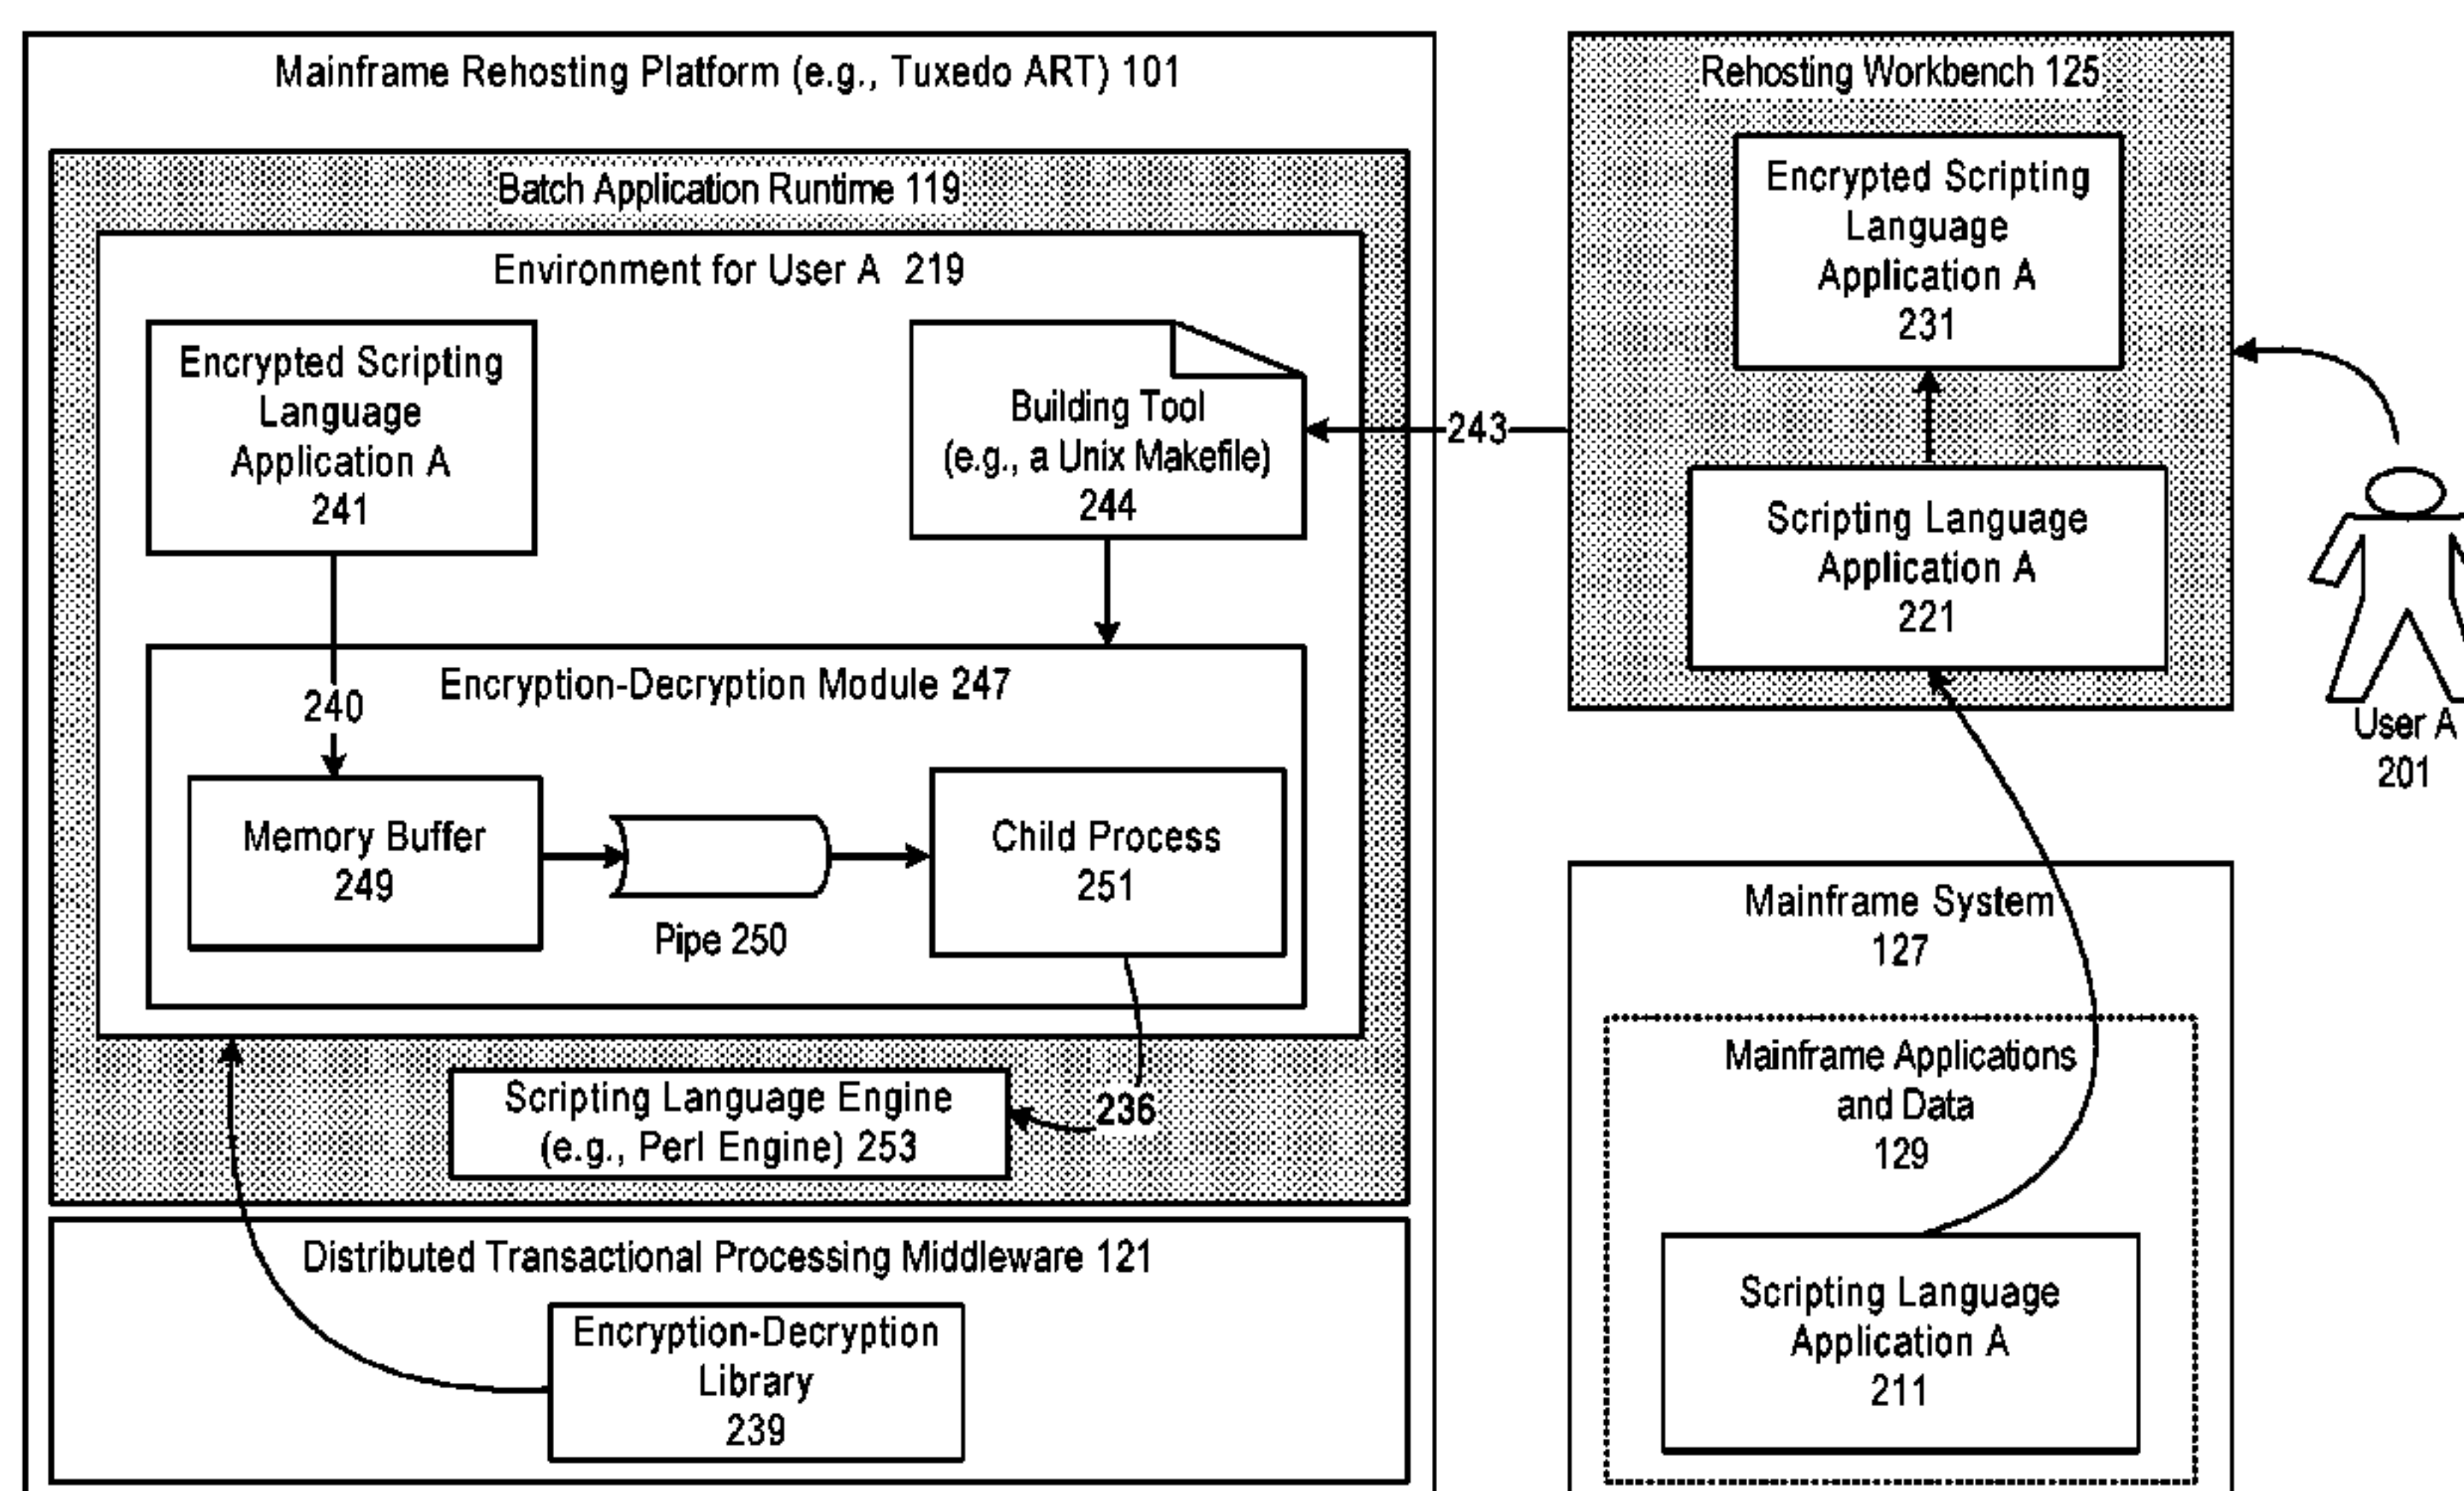 Mainframe Rehosting Platform (e.g., Tuxedo ART) 101
Batch Application Runtime 119
Environment for User A 219
Encrypted Scripting
Language
Application A
241
Building Tool
(e.g., a Unix Makefile)
244
243
240
Encryption-Decryption Module 247
Memory Buffer
249
Pipe 250
Child Process
251
236
Scripting Language Engine
(e.g., Perl Engine) 253
Distributed Transactional Processing Middleware 121
Encryption-Decryption
Library
239
Rehosting Workbench 125
Encrypted Scripting
Language
Application A
231
Scripting Language
Application A
221
User A
201
Mainframe System
127
Mainframe Applications
and Data
129
Scripting Language
Application A
211